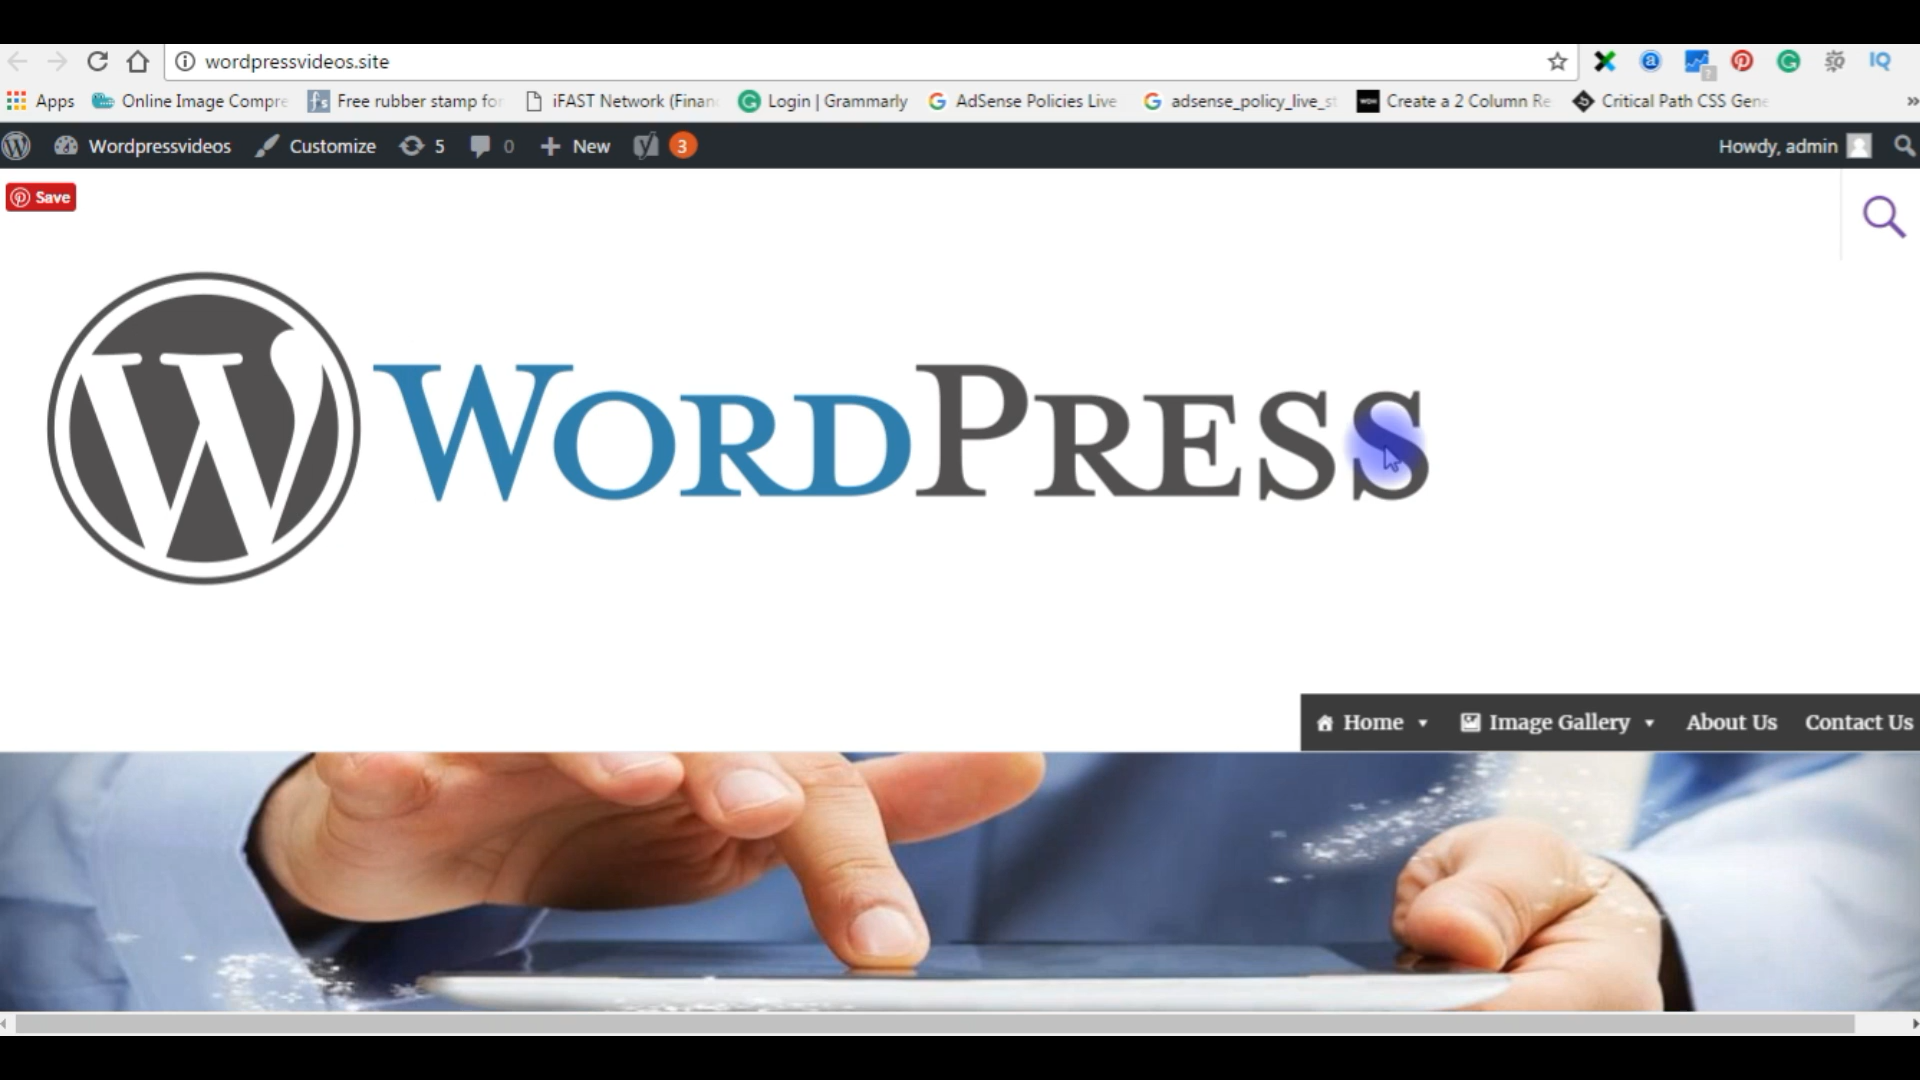 wordpressvideos.site
Apps Online Image Compre Free rubber stamp for iFAST Network (Finan Login | Grammarly AdSense Policies Live adsense_policy_live_st Create a 2 Column Re Critical Path CSS Gene »
Wordpressvideos Customize 5 0 New 3 Howdy, admin
Save
WORDPRESS
Home Image Gallery About Us Contact Us